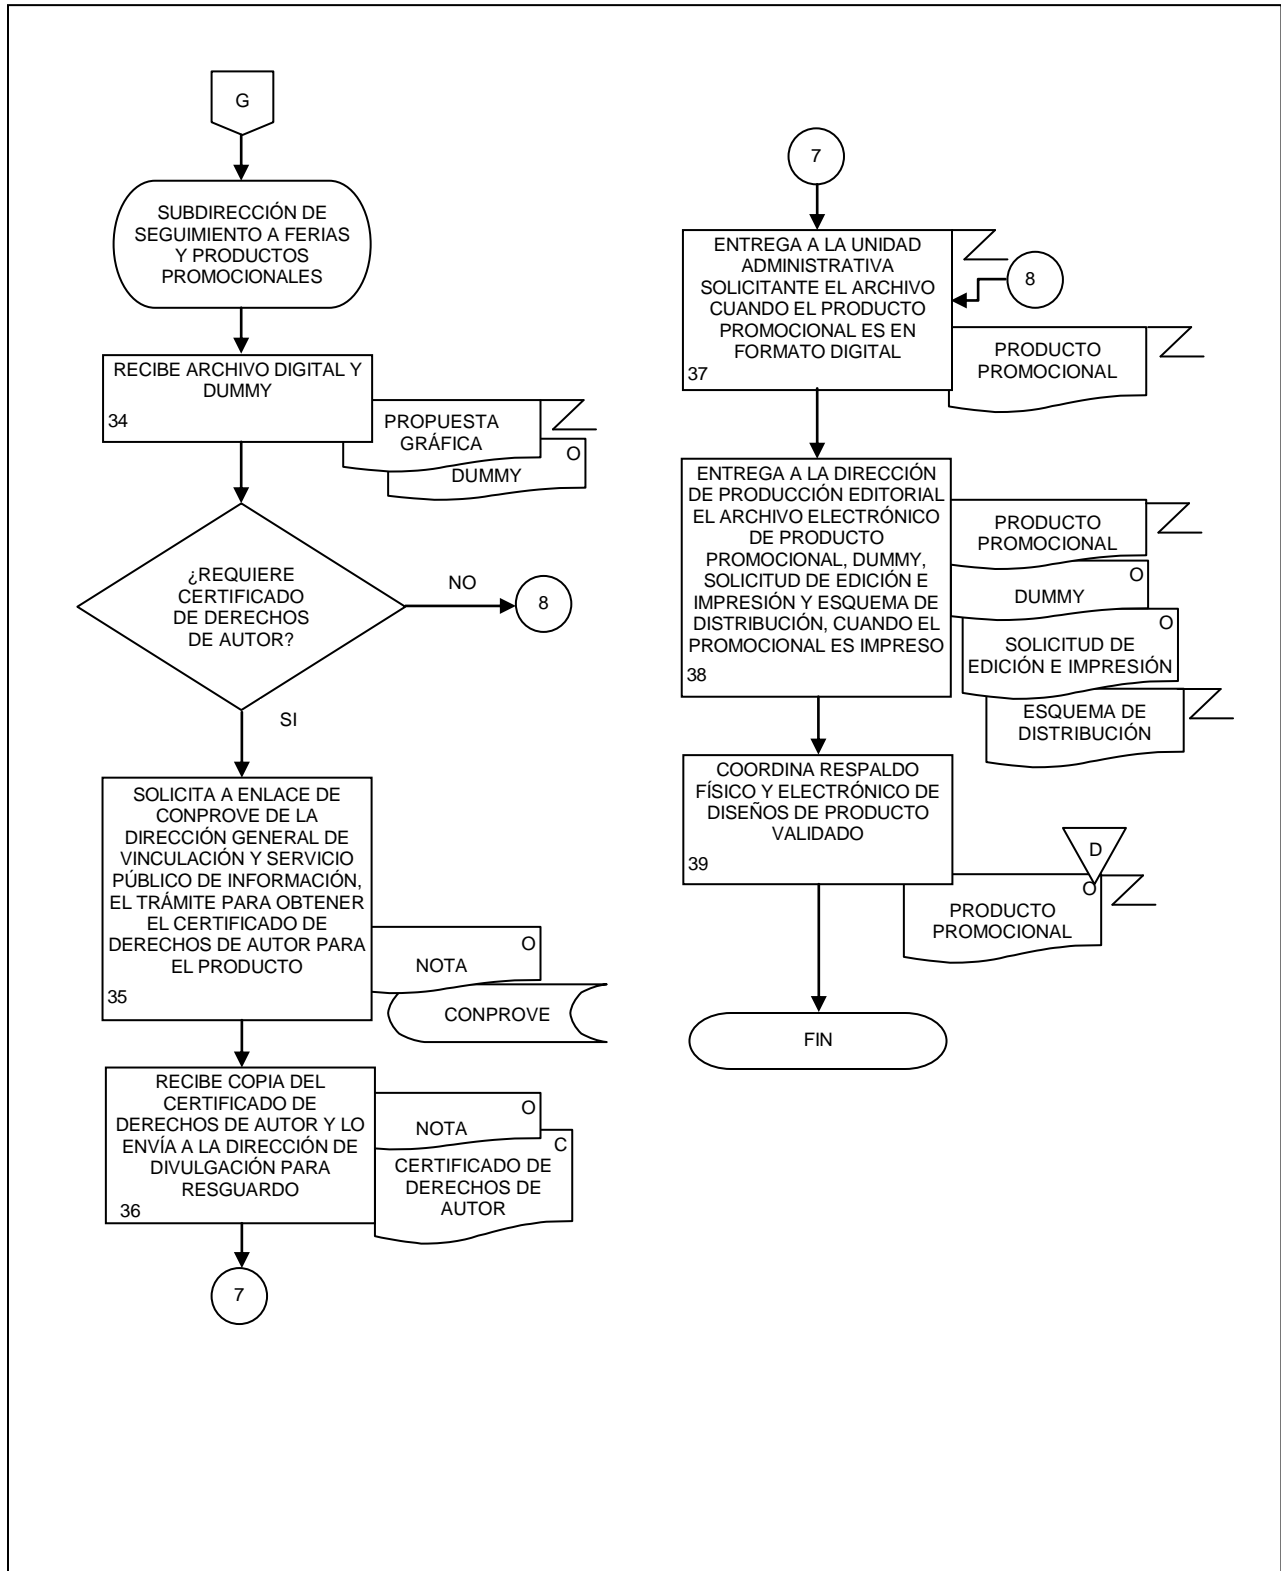 G
SUBDIRECCIÓN DE
SEGUIMIENTO A FERIAS
Y PRODUCTOS
PROMOCIONALES
RECIBE ARCHIVO DIGITAL Y
DUMMY
34
PROPUESTA
GRÁFICA
O
DUMMY
¿REQUIERE
CERTIFICADO
DE DERECHOS
DE AUTOR?
NO
8
SI
SOLICITA A ENLACE DE
CONPROVE DE LA
DIRECCIÓN GENERAL DE
VINCULACIÓN Y SERVICIO
PÚBLICO DE INFORMACIÓN,
EL TRÁMITE PARA OBTENER
EL CERTIFICADO DE
DERECHOS DE AUTOR PARA
EL PRODUCTO
35
O
NOTA
CONPROVE
RECIBE COPIA DEL
CERTIFICADO DE
DERECHOS DE AUTOR Y LO
ENVÍA A LA DIRECCIÓN DE
DIVULGACIÓN PARA
RESGUARDO
36
O
NOTA
C
CERTIFICADO DE
DERECHOS DE
AUTOR
7
7
ENTREGA A LA UNIDAD
ADMINISTRATIVA
SOLICITANTE EL ARCHIVO
CUANDO EL PRODUCTO
PROMOCIONAL ES EN
FORMATO DIGITAL
37
8
PRODUCTO
PROMOCIONAL
ENTREGA A LA DIRECCIÓN
DE PRODUCCIÓN EDITORIAL
EL ARCHIVO ELECTRÓNICO
DE PRODUCTO
PROMOCIONAL, DUMMY,
SOLICITUD DE EDICIÓN E
IMPRESIÓN Y ESQUEMA DE
DISTRIBUCIÓN, CUANDO EL
PROMOCIONAL ES IMPRESO
38
PRODUCTO
PROMOCIONAL
O
DUMMY
O
SOLICITUD DE
EDICIÓN E IMPRESIÓN
ESQUEMA DE
DISTRIBUCIÓN
COORDINA RESPALDO
FÍSICO Y ELECTRÓNICO DE
DISEÑOS DE PRODUCTO
VALIDADO
39
D
O
PRODUCTO
PROMOCIONAL
FIN